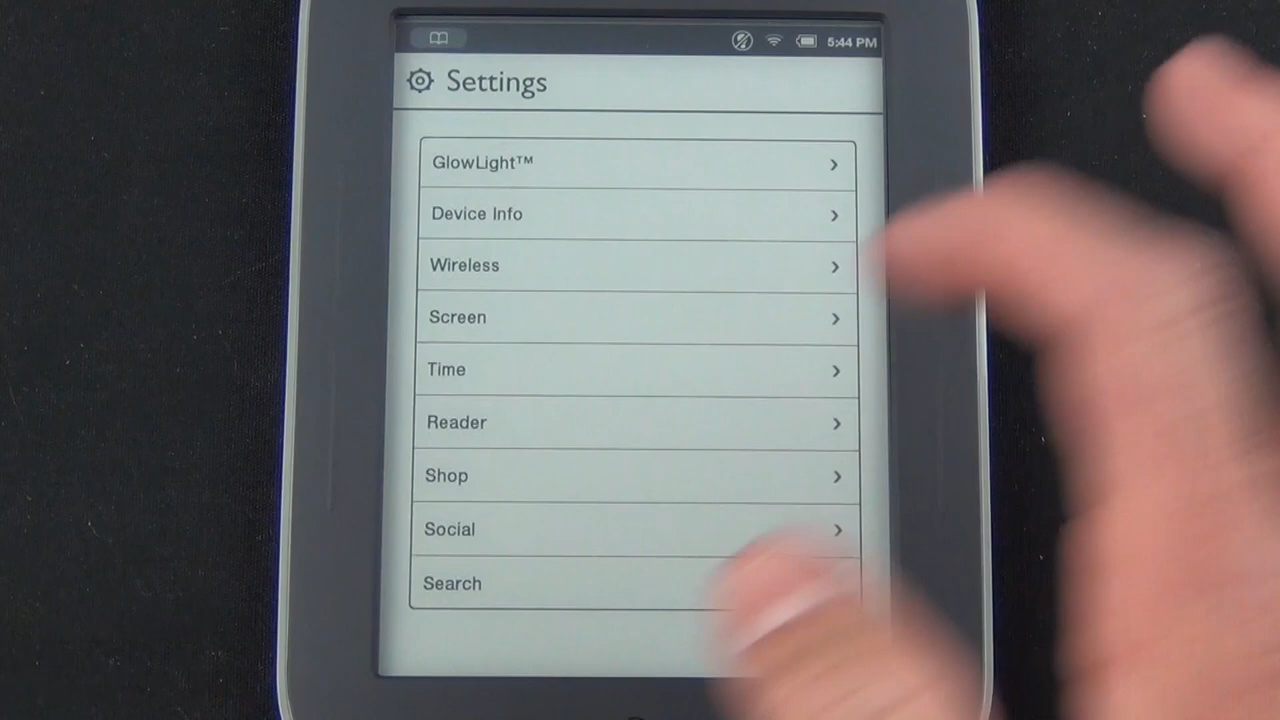 5:44 PM
Settings
GlowLight™
Device Info
Wireless
Screen
Time
Reader
Shop
Social
Search